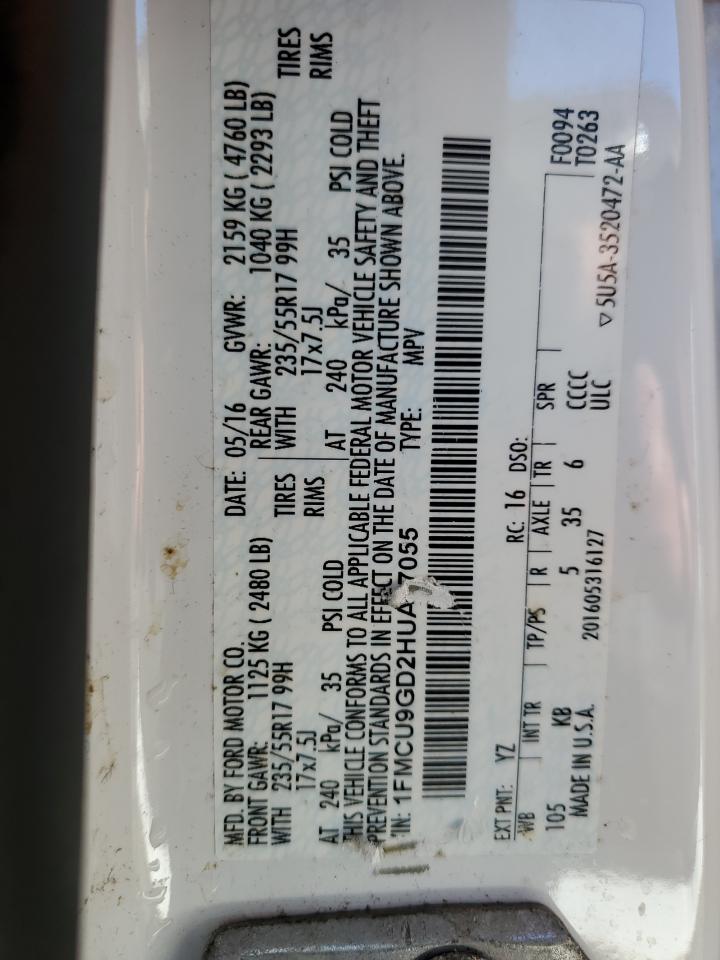 MFD. BY FORD MOTOR CO. DATE: 05/16 GVWR: 2159 KG ( 4760 LB)
FRONT GAWR: 1125 KG ( 2480 LB) REAR GAWR: 1040 KG ( 2293 LB)
WITH 235/55R17 99H TIRES WITH 235/55R17 99H TIRES
17x7.5J RIMS 17x7.5J RIMS
AT 240 kPa/ 35 PSI COLD AT 240 kPa/ 35 PSI COLD
THIS VEHICLE CONFORMS TO ALL APPLICABLE FEDERAL MOTOR VEHICLE SAFETY AND THEFT
PREVENTION STANDARDS IN EFFECT ON THE DATE OF MANUFACTURE SHOWN ABOVE.
VIN: 1FMCU9GD2HUA 7055 TYPE: MPV
EXT PNT: YZ RC: 16 DSO:
WB INT TR TP/PS R AXLE TR SPR F0094
105 KB 5 35 6 CCCC T0263
MADE IN U.S.A. 201605316127 ULC ▽5U5A-3520472-AA